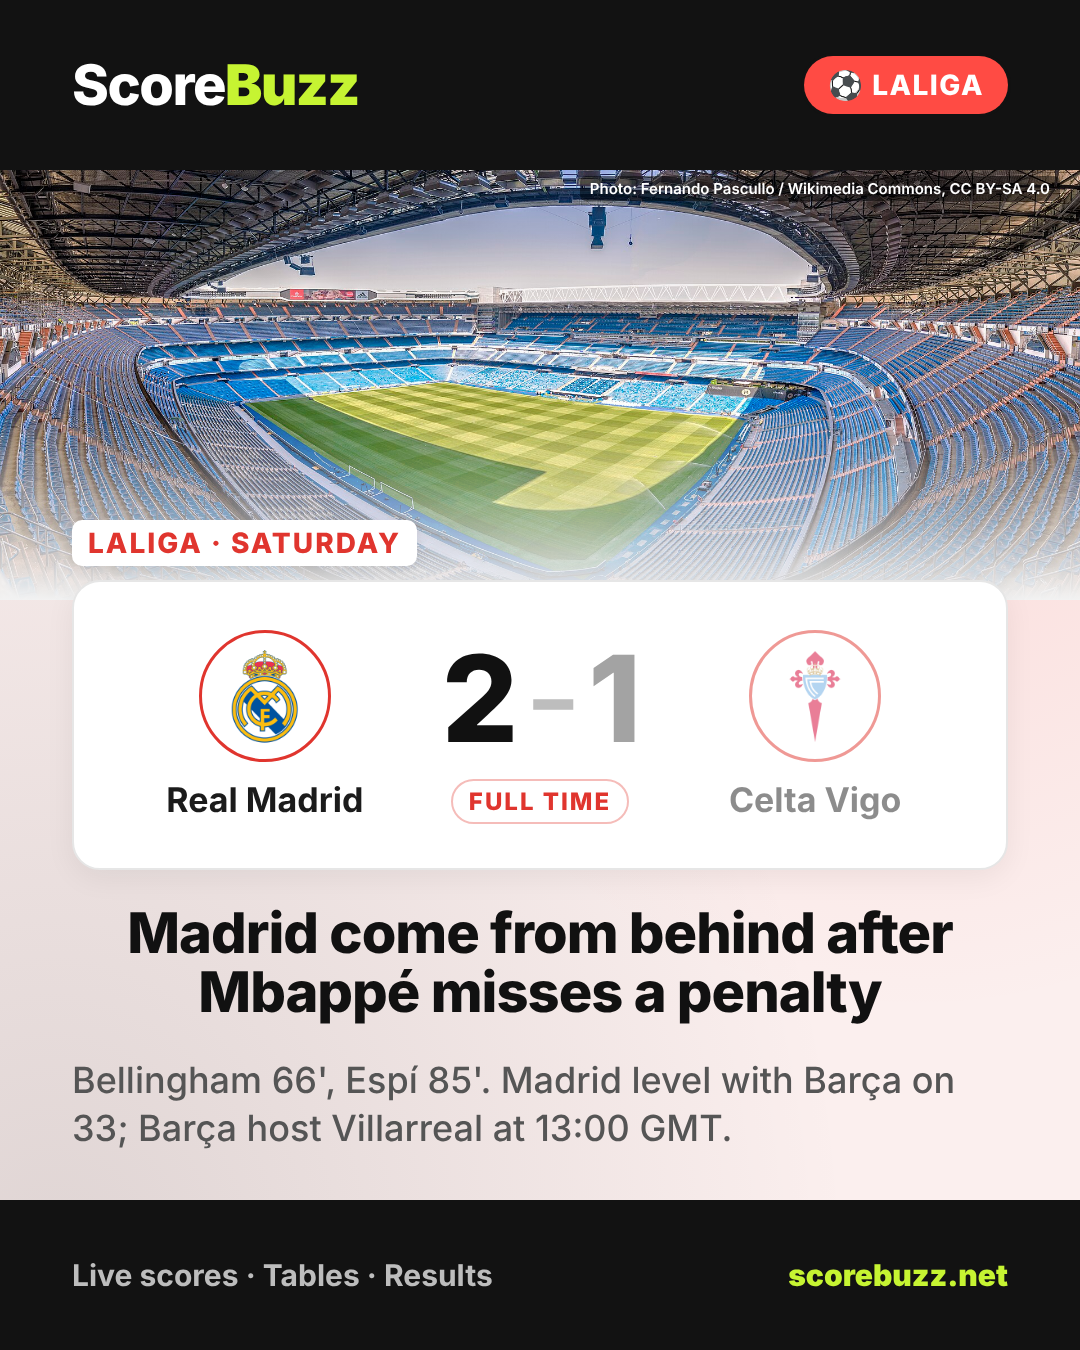 ScoreBuzz
⚽ LALIGA
Photo: Fernando Pascullo / Wikimedia Commons, CC BY-SA 4.0
LALIGA · SATURDAY
2 - 1
Real Madrid
FULL TIME
Celta Vigo
Madrid come from behind after
Mbappé misses a penalty
Bellingham 66', Espí 85'. Madrid level with Barça on
33; Barça host Villarreal at 13:00 GMT.
Live scores · Tables · Results
scorebuzz.net